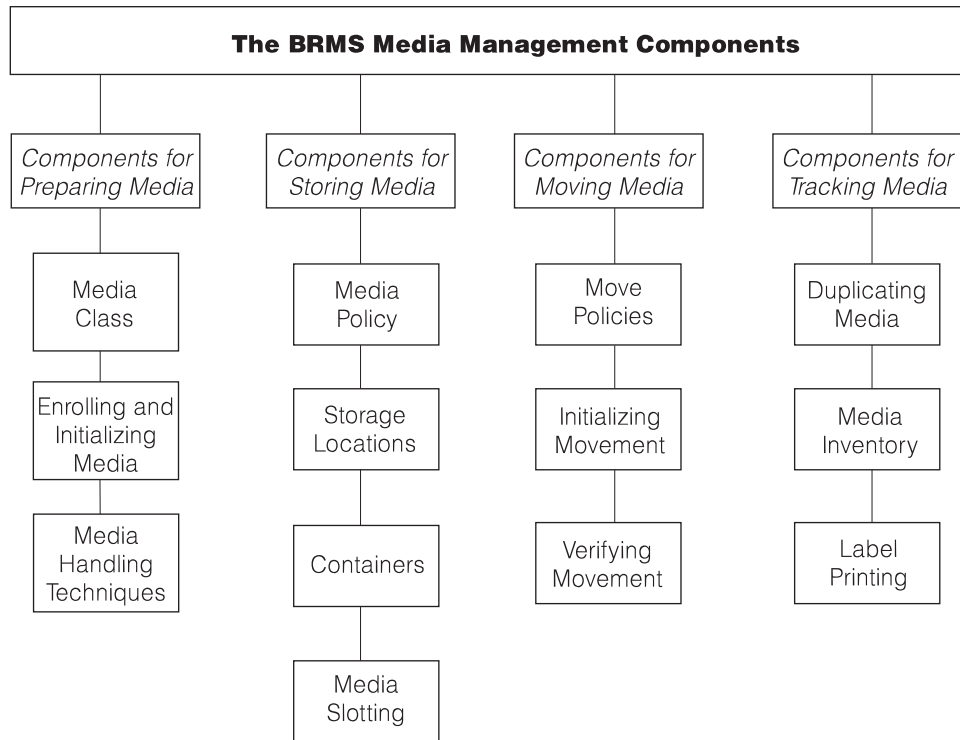 The BRMS Media Management Components
Components for
Preparing Media
Components for
Storing Media
Components for
Moving Media
Components for
Tracking Media
Media
Class
Enrolling and
Initializing
Media
Media
Handling
Techniques
Media
Policy
Storage
Locations
Containers
Media
Slotting
Move
Policies
Initializing
Movement
Verifying
Movement
Duplicating
Media
Media
Inventory
Label
Printing